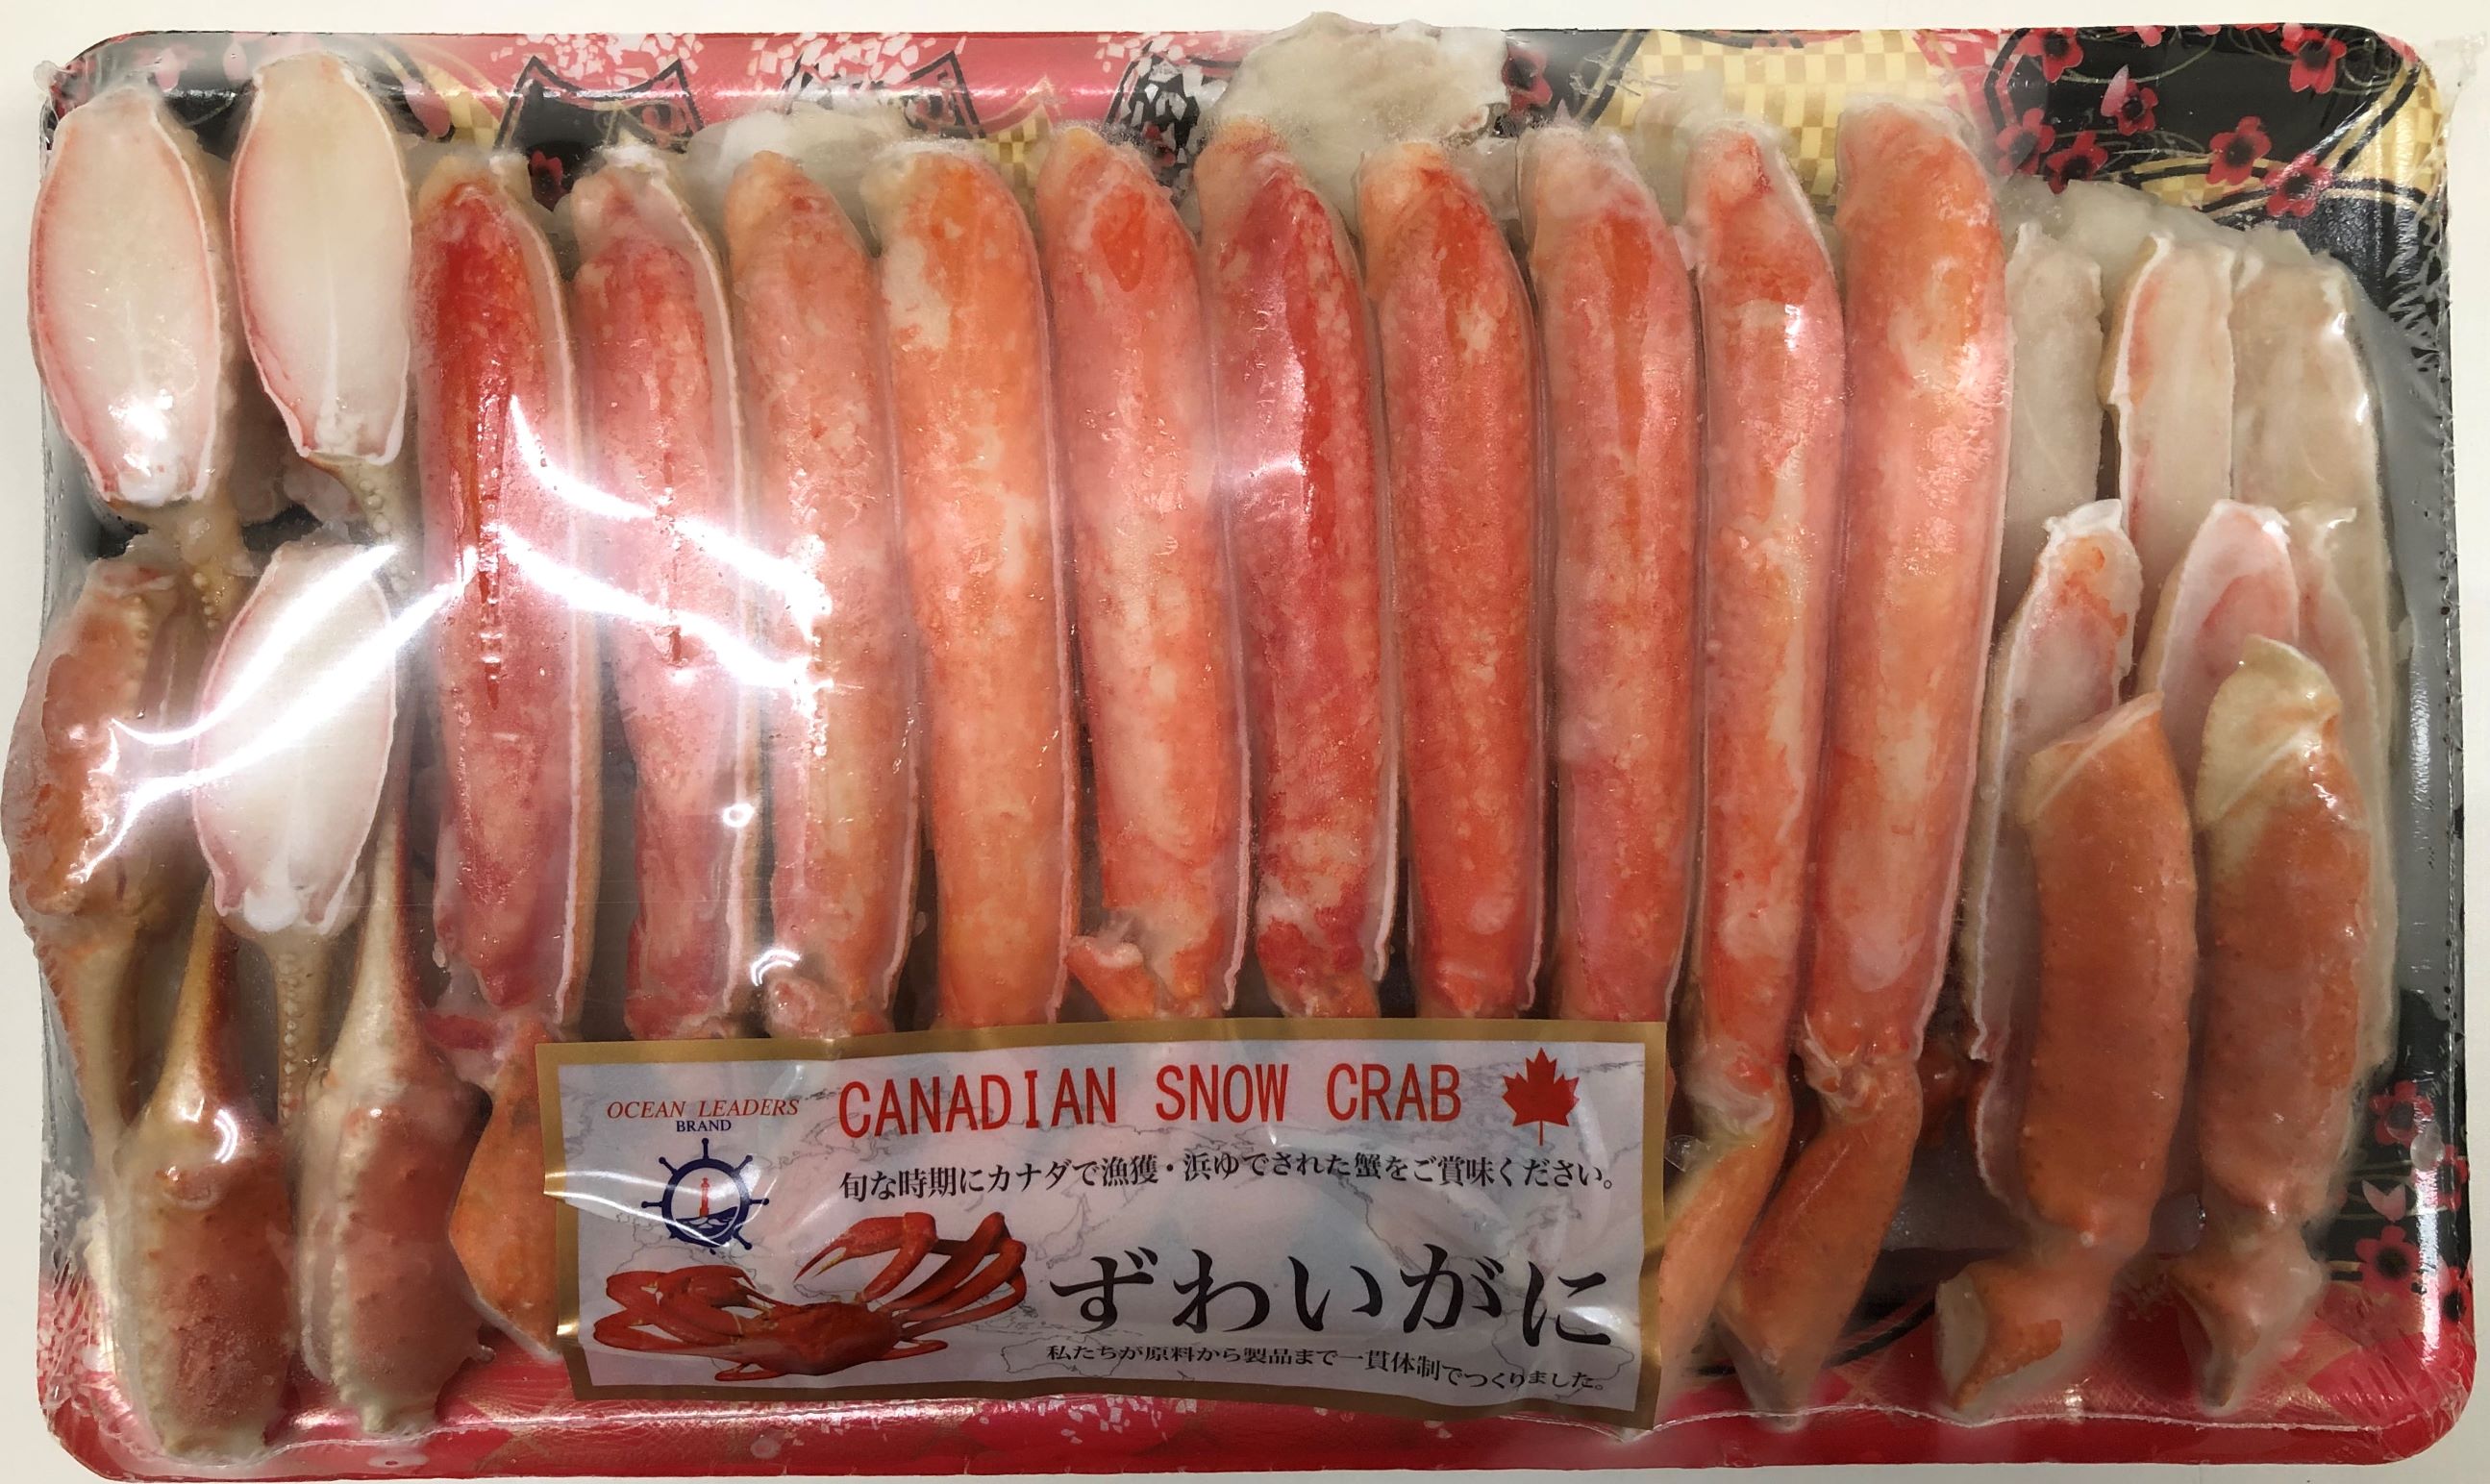 CANADIAN SNOW CRAB
OCEAN LEADERS
BRAND
旬な時期にカナダで漁獲・浜ゆでされた蟹をご賞味ください。
ずわいがに
私たちが原料から製品まで一貫体制でつくりました。